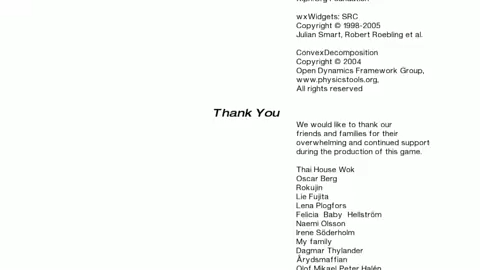 wxWidgets: SRC
Copyright © 1998-2005
Julian Smart, Robert Roebling et al.
ConvexDecomposition
Copyright © 2004
Open Dynamics Framework Group,
www.physicstools.org,
All rights reserved
Thank You
We would like to thank our
friends and families for their
overwhelming and continued support
during the production of this game.
Thai House Wok
Oscar Berg
Rokujin
Lie Fujita
Lena Plogfors
Felicia Baby Hellström
Naemi Olsson
Irene Söderholm
My family
Dagmar Thylander
Årydsmaffian
Olof Mikael Peter Halén